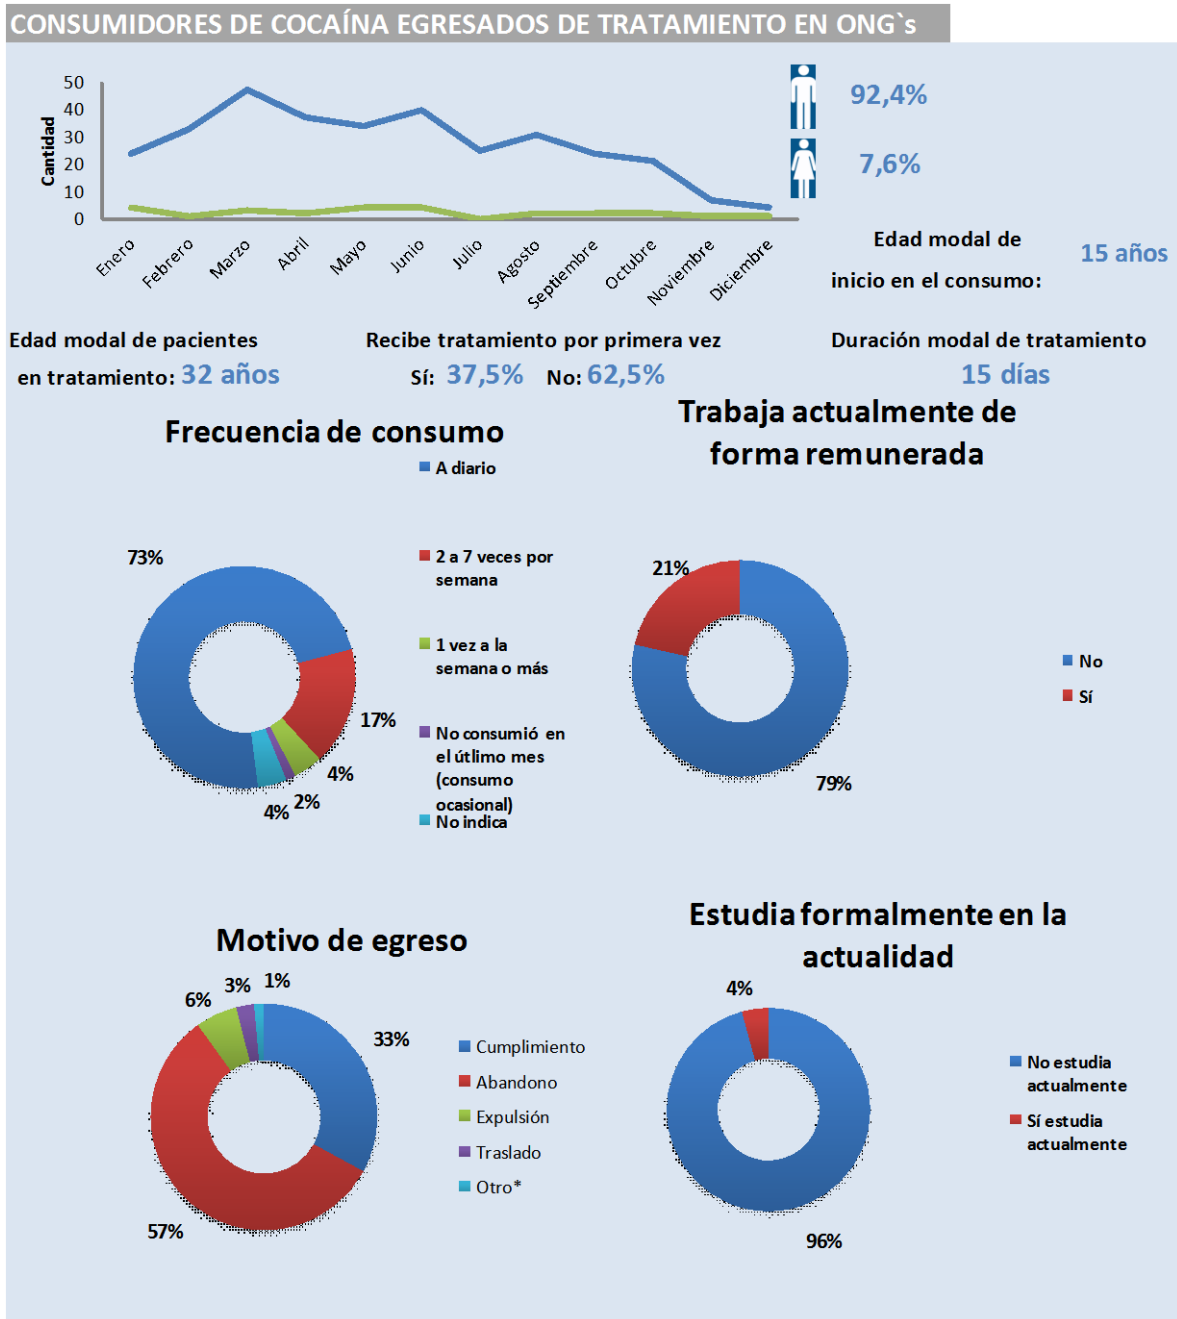 CONSUMIDORES DE COCAÍNA EGRESADOS DE TRATAMIENTO EN ONG`s
50
40
30
20
10
0
Cantidad
Enero
Febrero
Marzo
Abril
Mayo
Junio
Julio
Agosto
Septiembre
Octubre
Noviembre
Diciembre
92,4%
7,6%
Edad modal de
inicio en el consumo:
15 años
Edad modal de pacientes
en tratamiento: 32 años
Recibe tratamiento por primera vez
Sí: 37,5% No: 62,5%
Duración modal de tratamiento
15 días
Frecuencia de consumo
73%
17%
4%
2%
4%
A diario
2 a 7 veces por
semana
1 vez a la
semana o más
No consumió en
el útlimo mes
(consumo
ocasional)
No indica
Trabaja actualmente de
forma remunerada
21%
79%
No
Sí
Motivo de egreso
6%
3%
1%
33%
57%
Cumplimiento
Abandono
Expulsión
Traslado
Otro*
Estudia formalmente en la
actualidad
4%
96%
No estudia
actualmente
Sí estudia
actualmente